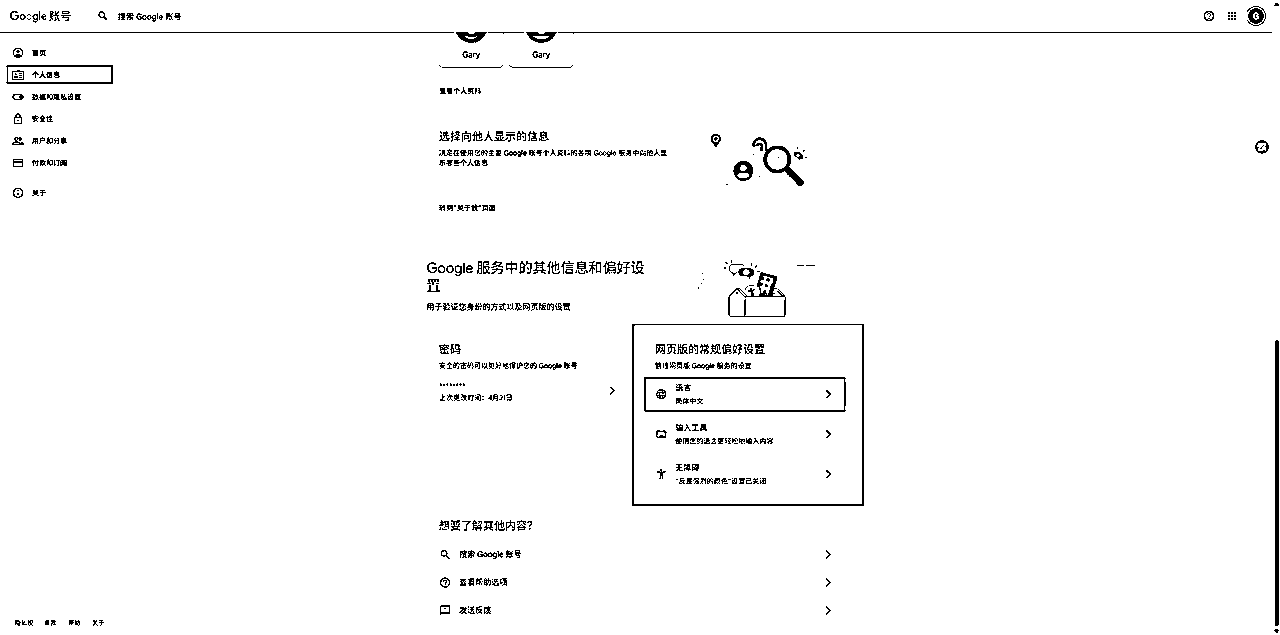 Google 账号
搜索 Google 账号
首页
个人信息
数据和隐私设置
安全性
用户和分享
付款和订阅
关于
Gary
Gary
查看个人资料
选择向他人显示的信息
决定在使用您的主要 Google 账号个人资料的各项 Google 服务中向他人显
示哪些个人信息
转到“关于我”页面
Google 服务中的其他信息和偏好设
置
用于验证您身份的方式以及网页版的设置
密码
安全的密码可以更好地保护您的 Google 账号
········
上次更改时间：4月21日
网页版的常规偏好设置
管理网页版 Google 服务的设置
语言
简体中文
输入工具
使用您的语言更轻松地输入内容
无障碍
“反差强烈的颜色”设置已关闭
想要了解其他内容？
搜索 Google 账号
查看帮助选项
发送反馈
隐私权
条款
帮助
关于